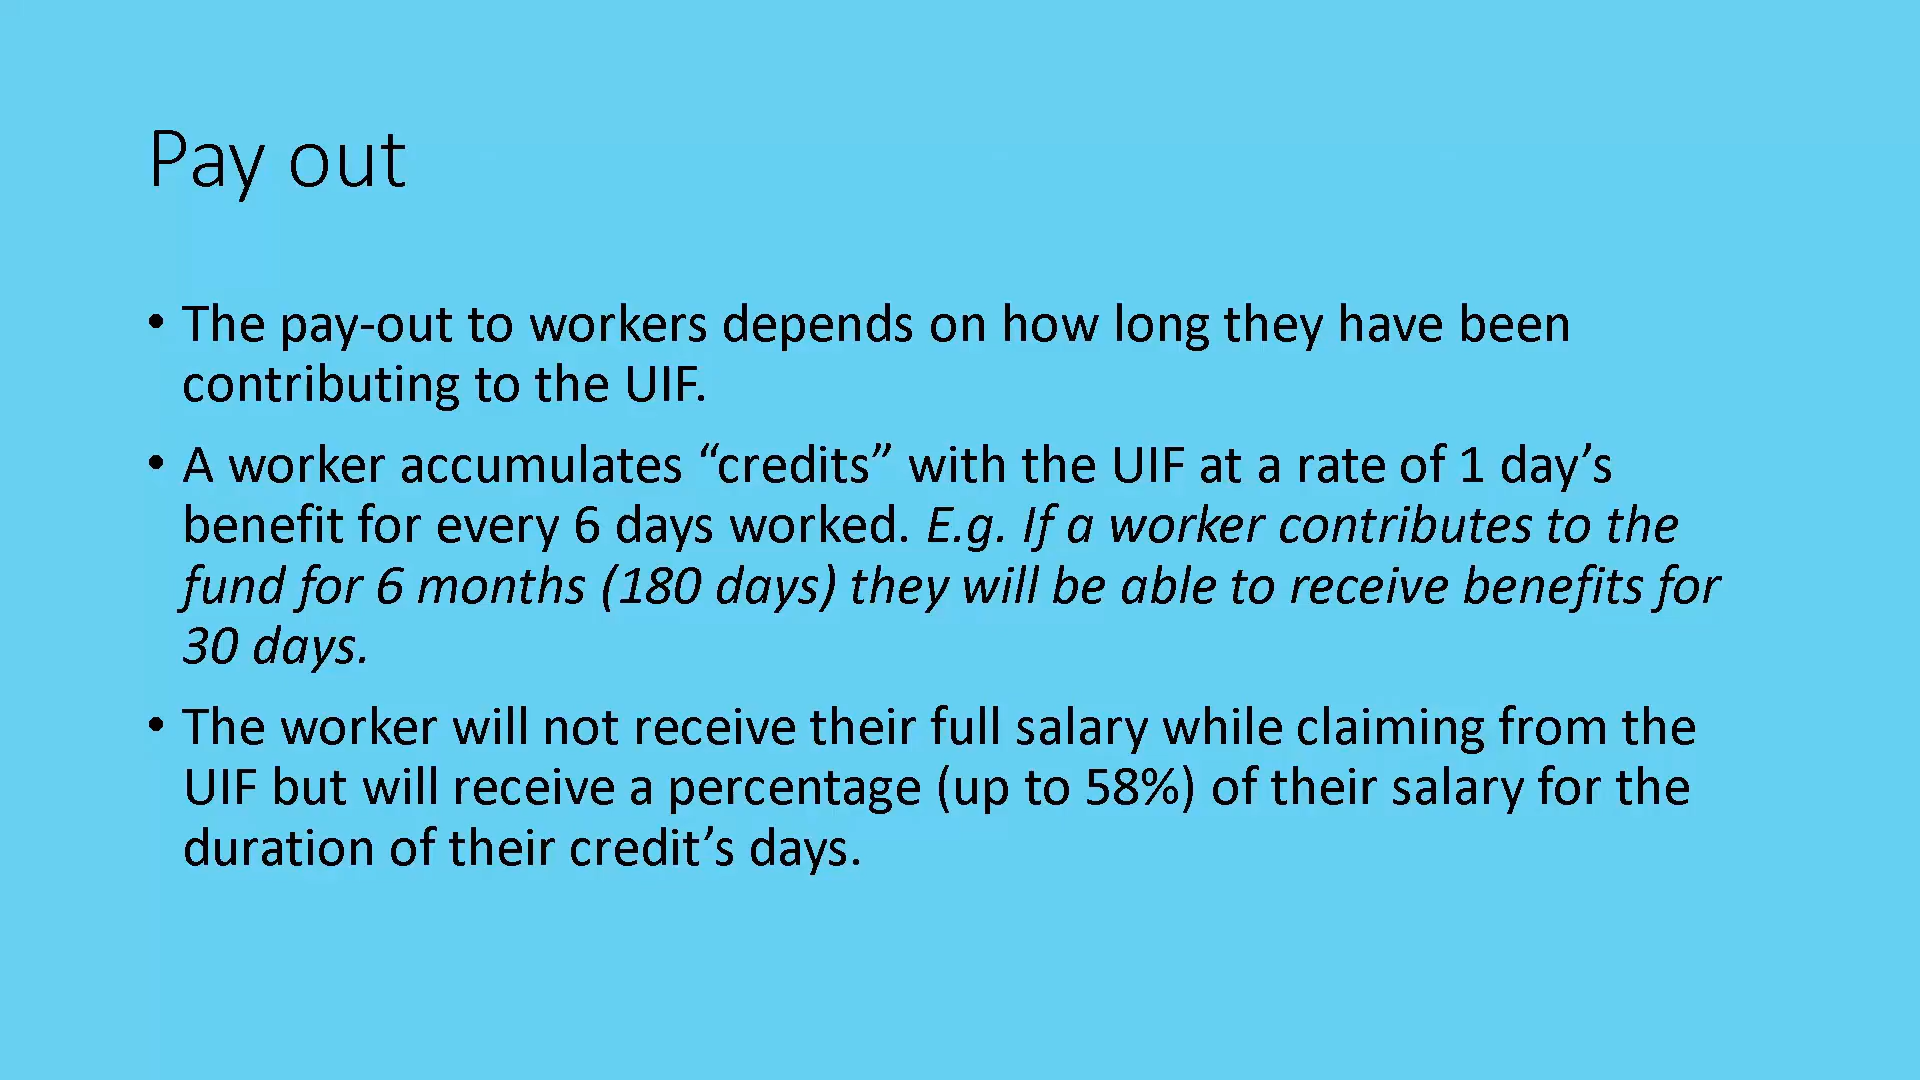 Pay out
• The pay-out to workers depends on how long they have been
contributing to the UIF.
• A worker accumulates “credits” with the UIF at a rate of 1 day’s
benefit for every 6 days worked. E.g. If a worker contributes to the
fund for 6 months (180 days) they will be able to receive benefits for
30 days.
• The worker will not receive their full salary while claiming from the
UIF but will receive a percentage (up to 58%) of their salary for the
duration of their credit’s days.